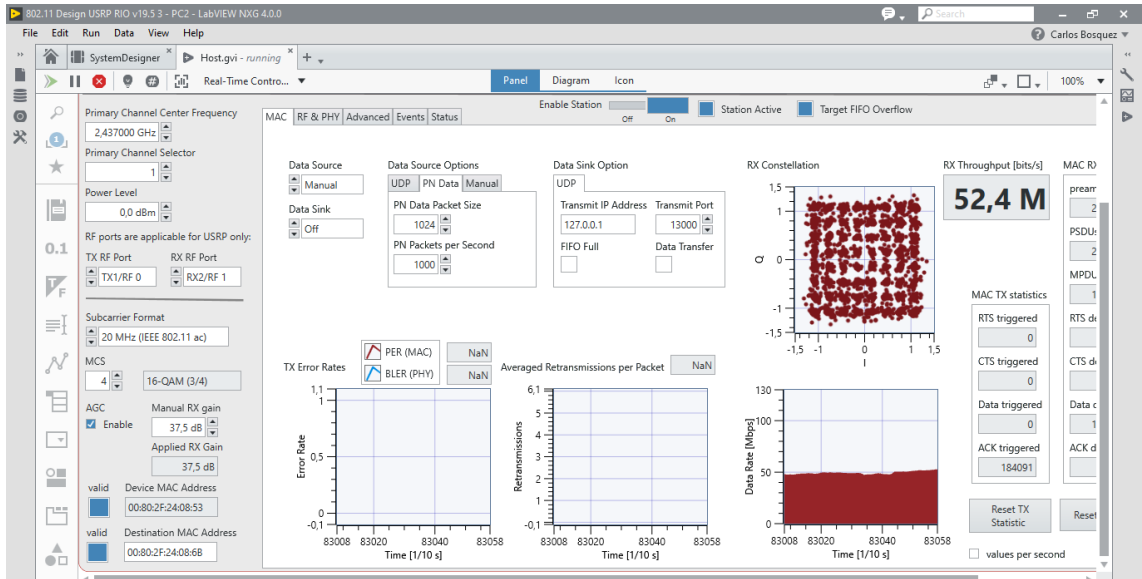 802.11 Design USRP RIO v19.5 3 - PC2 - LabVIEW NXG 4.0.0
Search
File Edit Run Data View Help
Carlos Bosquez
SystemDesigner
Host.gvi - running
Real-Time Contro...
Panel Diagram Icon
100%
Primary Channel Center Frequency
2,437000 GHz
Primary Channel Selector
1
Power Level
0,0 dBm
RF ports are applicable for USRP only:
TX RF Port RX RF Port
TX1/RF 0 RX2/RF 1
Subcarrier Format
20 MHz (IEEE 802.11 ac)
MCS
4 16-QAM (3/4)
AGC Manual RX gain
Enable 37,5 dB
Applied RX Gain
37,5 dB
valid Device MAC Address
00:80:2F:24:08:53
valid Destination MAC Address
00:80:2F:24:08:6B
0.1
MAC RF & PHY Advanced Events Status
Enable Station
Off On
Station Active
Target FIFO Overflow
Data Source
Manual
Data Sink
Off
Data Source Options
UDP PN Data Manual
PN Data Packet Size
1024
PN Packets per Second
1000
Data Sink Option
UDP
Transmit IP Address Transmit Port
127.0.0.1 13000
FIFO Full Data Transfer
RX Constellation
1,5
1
Q 0
-1
-1,5
-1,5 -1 0 1 1,5
I
RX Throughput [bits/s]
52,4 M
MAC RX
pream
2
PSDUs
2
MPDU
1
MAC TX statistics
RTS triggered RTS de
0
CTS triggered CTS de
0
Data triggered Data d
0 1
ACK triggered ACK d
184091
Reset TX
Statistic
Reset
values per second
TX Error Rates
PER (MAC) NaN
BLER (PHY) NaN
1,1
1
Error Rate
0,5
0
-0,1
83008 83020 83040 83058
Time [1/10 s]
Averaged Retransmissions per Packet NaN
6,1
5
4
Retransmissions
3
2
1
-0,1
83008 83020 83040 83058
Time [1/10 s]
130
100
Data Rate [Mbps]
50
0
83008 83020 83040 83058
Time [1/10 s]